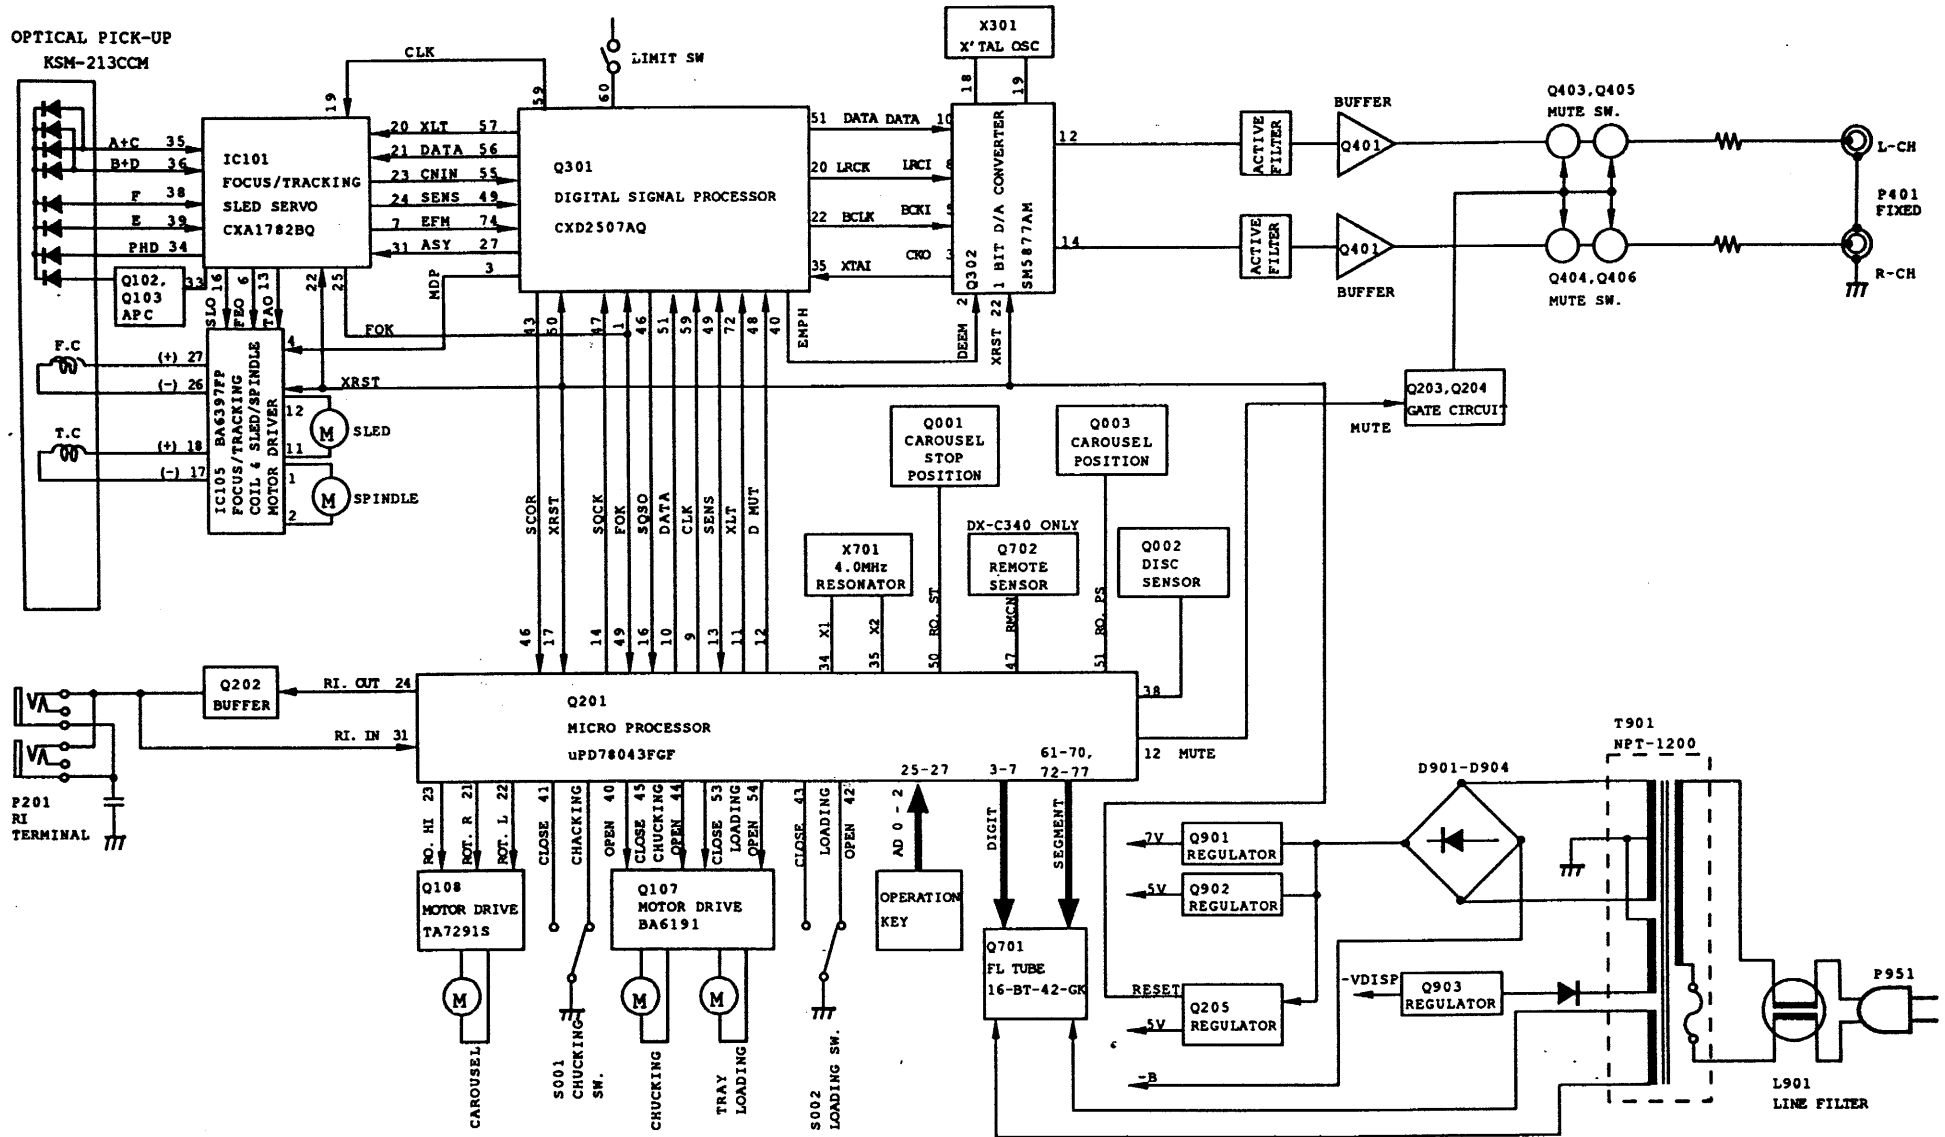 OPTICAL PICK-UP
KSM-213CCM
A+C 35
B+D 36
F 38
E 39
PHD 34
Q102,
Q103
APC
33
IC101
FOCUS/TRACKING
SLED SERVO
CXA1782BQ
CLK
19
59
60
LIMIT SW
20 XLT 57
21 DATA 56
23 CNIN 55
24 SENS 49
7 EFM 74
31 ASY 27
3
MDP
SLO 16
FEO 6
TAO 13
22
25
FOK
4
XRST
Q301
DIGITAL SIGNAL PROCESSOR
CXD2507AQ
51 DATA DATA 10
20 LRCK LRCI 8
22 BCLK BCKI 5
CKO 3
35 XTAI
X301
X'TAL OSC
18
19
Q302
1 BIT D/A CONVERTER
SM5877AM
2
DEEM
XRST 22
EMPH
12
14
ACTIVE
FILTER
ACTIVE
FILTER
BUFFER
Q401
Q401
BUFFER
Q403,Q405
MUTE SW.
Q404,Q406
MUTE SW.
L-CH
P401
FIXED
R-CH
Q203,Q204
GATE CIRCUIT
MUTE
F.C
(+) 27
(-) 26
T.C
(+) 18
(-) 17
IC105 BA6397FP
FOCUS/TRACKING
COIL & SLED/SPINDLE
MOTOR DRIVER
12
11
M
SLED
1
2
M
SPINDLE
43
50
47
1
46
51
59
49
72
48
40
SCOR
XRST
SQCK
FOK
SQSO
DATA
CLK
SENS
XLT
D MUT
46
17
14
49
16
10
9
13
11
12
X701
4.0MHz
RESONATOR
34 X1
35 X2
Q001
CAROUSEL
STOP
POSITION
50 RO. ST
DX-C340 ONLY
Q702
REMOTE
SENSOR
47 RMCN
Q003
CAROUSEL
POSITION
51 RO. PS
Q002
DISC
SENSOR
38
12 MUTE
Q201
MICRO PROCESSOR
uPD78043FGF
25-27
3-7
61-70,
72-77
Q202
BUFFER
RI. OUT 24
RI. IN 31
P201
RI
TERMINAL
RO. HI 23
ROT. R 21
ROT. L 22
CLOSE 41
CHACKING
OPEN 40
CLOSE 45
CHUCKING
OPEN 44
CLOSE 53
LOADING
OPEN 54
CLOSE 43
LOADING
OPEN 42
AD 0 - 2
DIGIT
SEGMENT
Q108
MOTOR DRIVE
TA7291S
M
CAROUSEL
S001
CHUCKING
SW.
Q107
MOTOR DRIVE
BA6191
M
CHUCKING
M
TRAY
LOADING
S002
LOADING SW.
OPERATION
KEY
Q701
FL TUBE
16-BT-42-GK
7V
Q901
REGULATOR
5V
Q902
REGULATOR
RESET
Q205
REGULATOR
5V
-B
-VDISP
Q903
REGULATOR
D901-D904
T901
NPT-1200
P951
L901
LINE FILTER